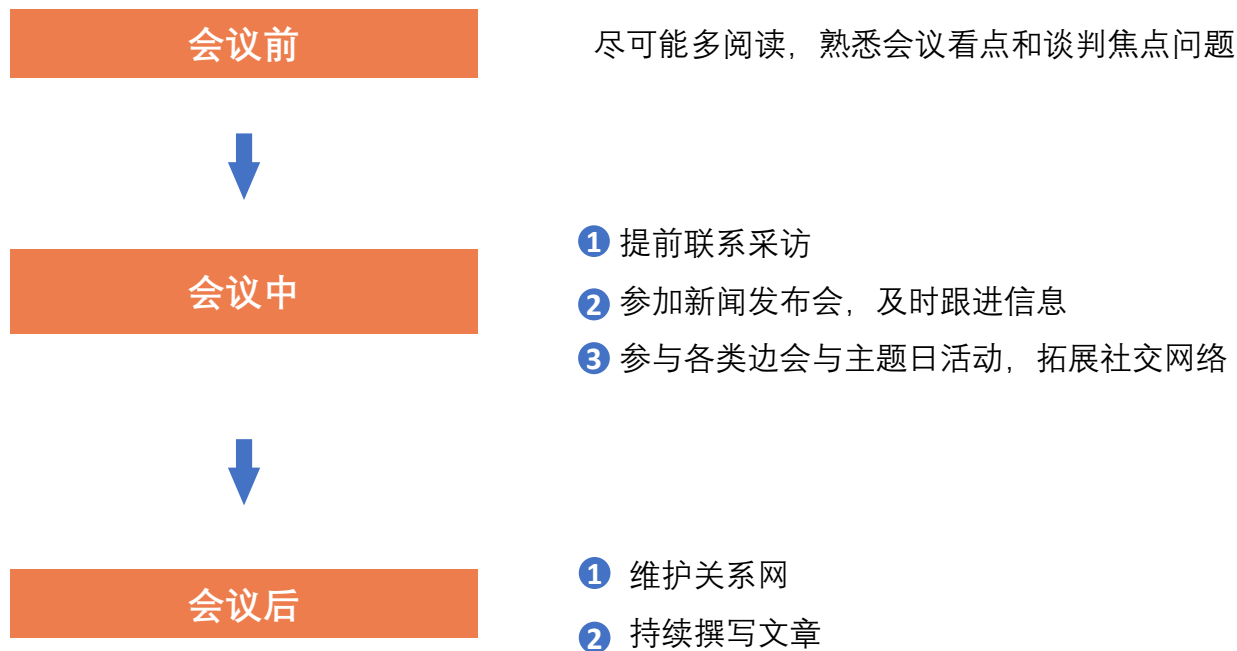 会议前
尽可能多阅读，熟悉会议看点和谈判焦点问题
会议中
1 提前联系采访
2 参加新闻发布会，及时跟进信息
3 参与各类边会与主题日活动，拓展社交网络
会议后
1 维护关系网
2 持续撰写文章